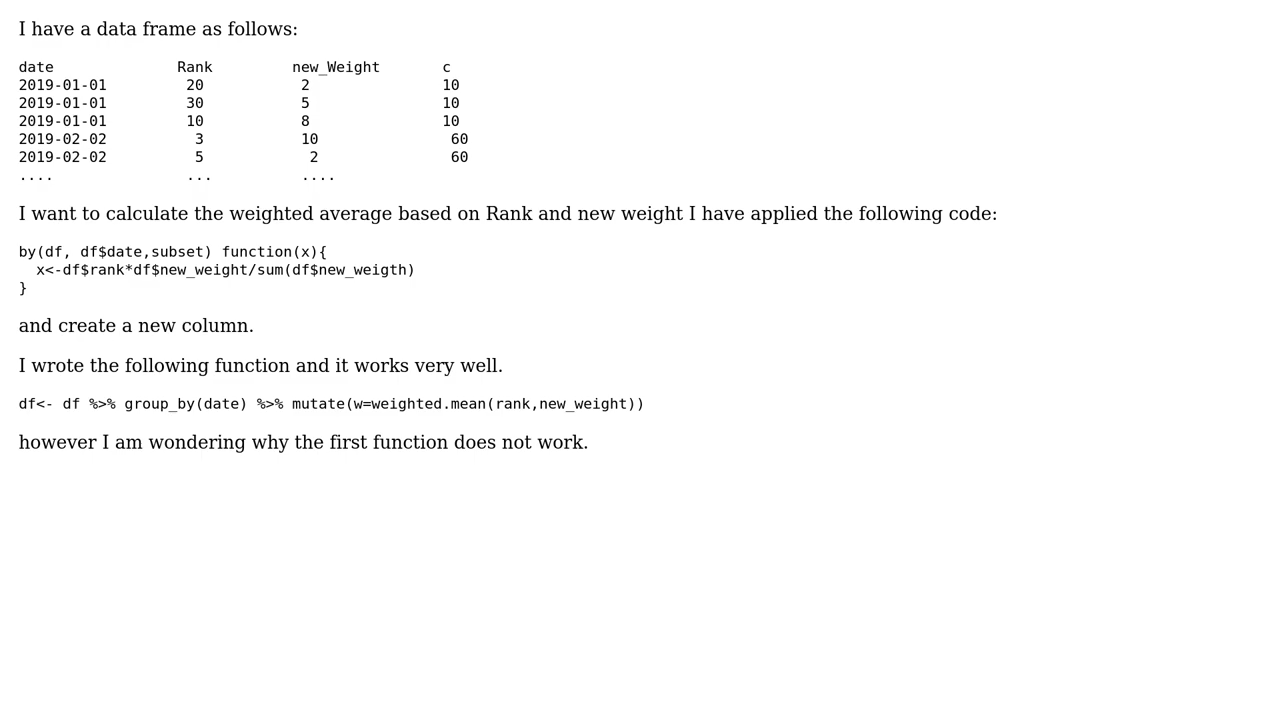 I have a data frame as follows:
date              Rank         new_Weight       c
2019-01-01         20           2               10
2019-01-01         30           5               10
2019-01-01         10           8               10
2019-02-02          3           10               60
2019-02-02          5            2               60
....               ...          ....
I want to calculate the weighted average based on Rank and new weight I have applied the following code:
by(df, df$date,subset) function(x){
  x<-df$rank*df$new_weight/sum(df$new_weigth)
}
and create a new column.
I wrote the following function and it works very well.
df<- df %>% group_by(date) %>% mutate(w=weighted.mean(rank,new_weight))
however I am wondering why the first function does not work.